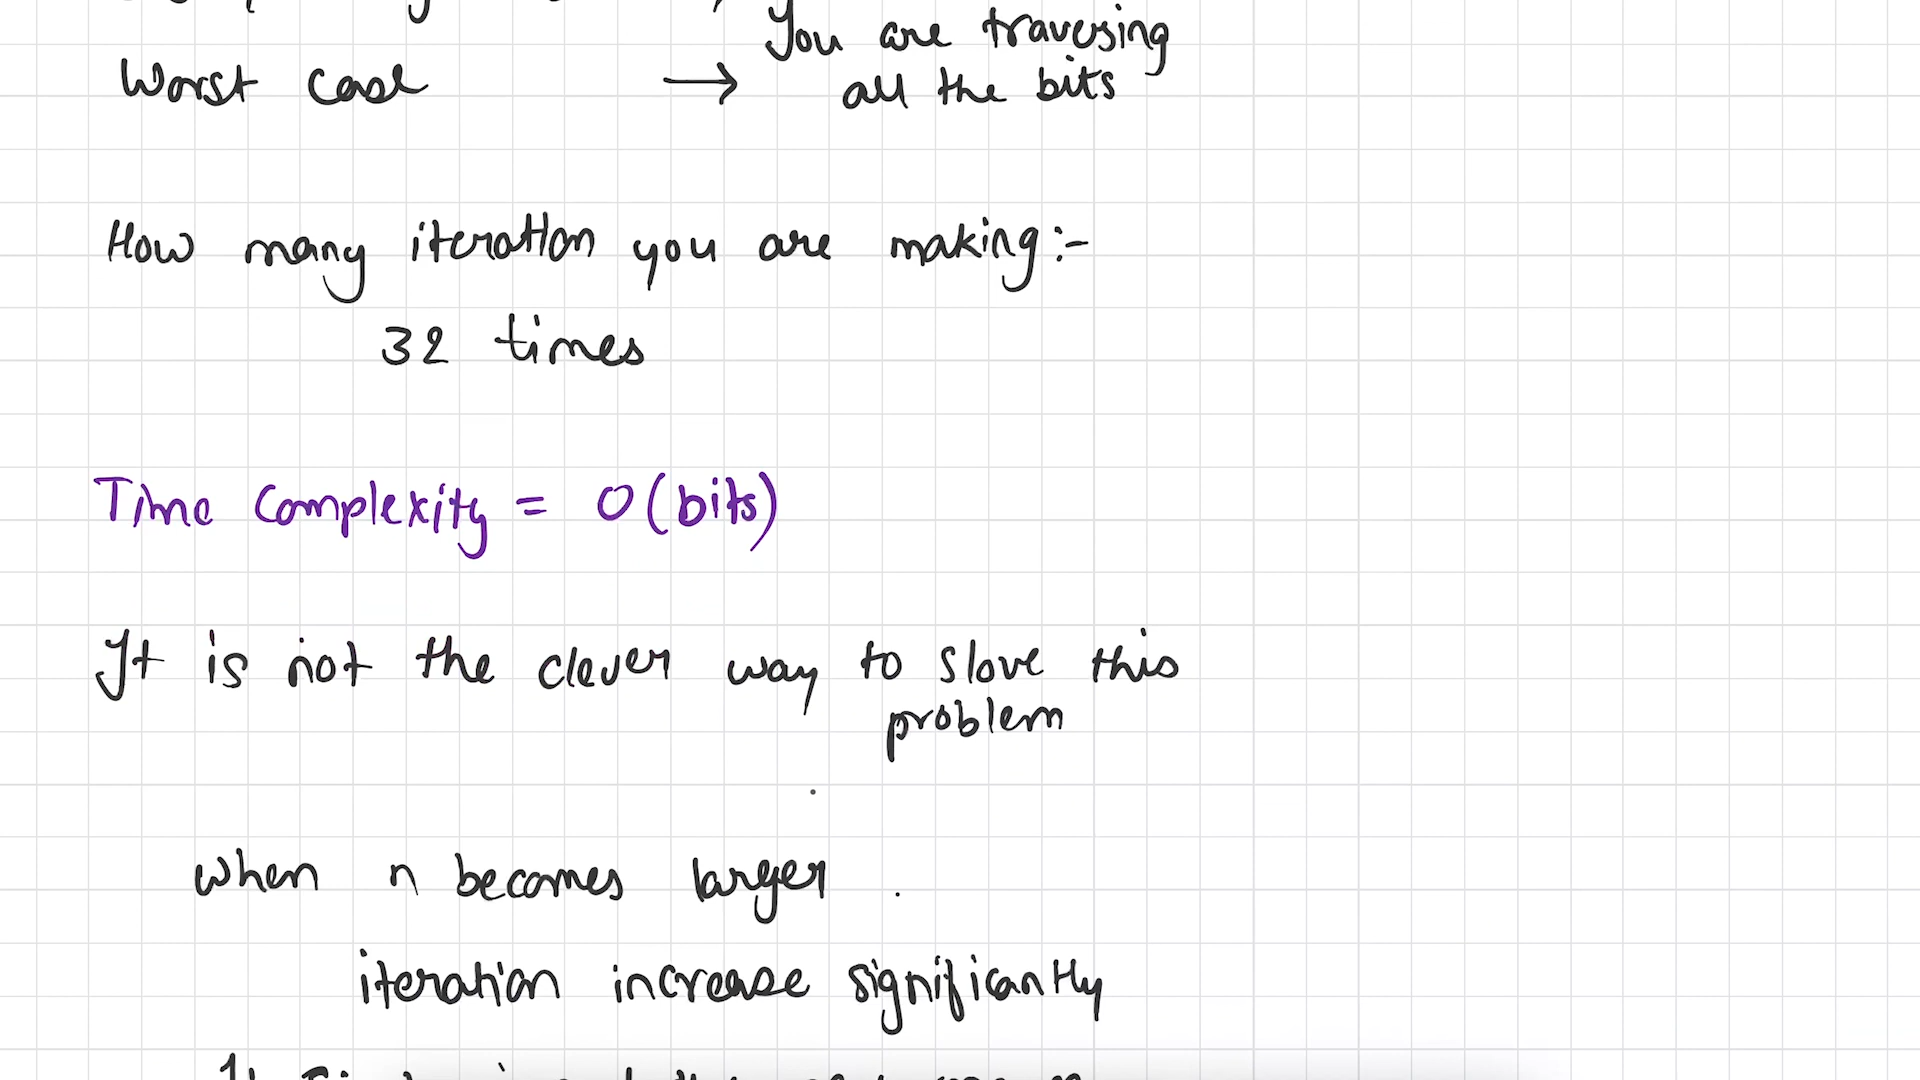 You are traversing
Worst case → all the bits
How many iteration you are making:-
32 times
Time Complexity = O(bits)
It is not the clever way to slove this
problem
when n becomes larger .
iteration increase significantly